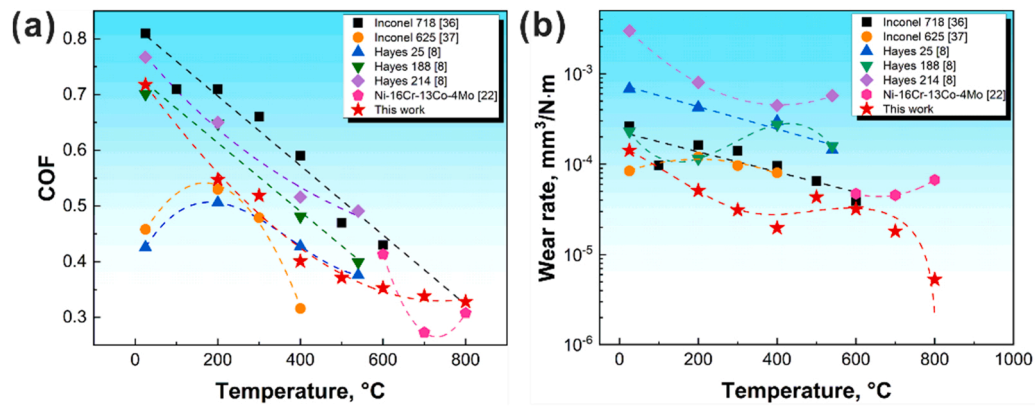 (a)
Inconel 718 [36]
Inconel 625 [37]
Hayes 25 [8]
Hayes 188 [8]
Hayes 214 [8]
Ni-16Cr-13Co-4Mo [22]
This work
0.8
0.7
0.6
0.5
0.4
0.3
COF
0 200 400 600 800
Temperature, °C
(b)
Inconel 718 [36]
Inconel 625 [37]
Hayes 25 [8]
Hayes 188 [8]
Hayes 214 [8]
Ni-16Cr-13Co-4Mo [22]
This work
10⁻³
10⁻⁴
10⁻⁵
10⁻⁶
Wear rate, mm³/N·m
0 200 400 600 800 1000
Temperature, °C